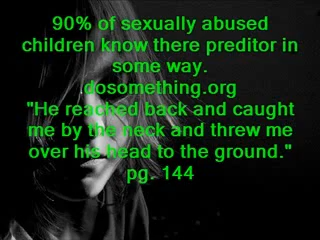 90% of sexually abused
children know there preditor in
some way.
dosomething.org
"He reached back and caught
me by the neck and threw me
over his head to the ground."
pg. 144